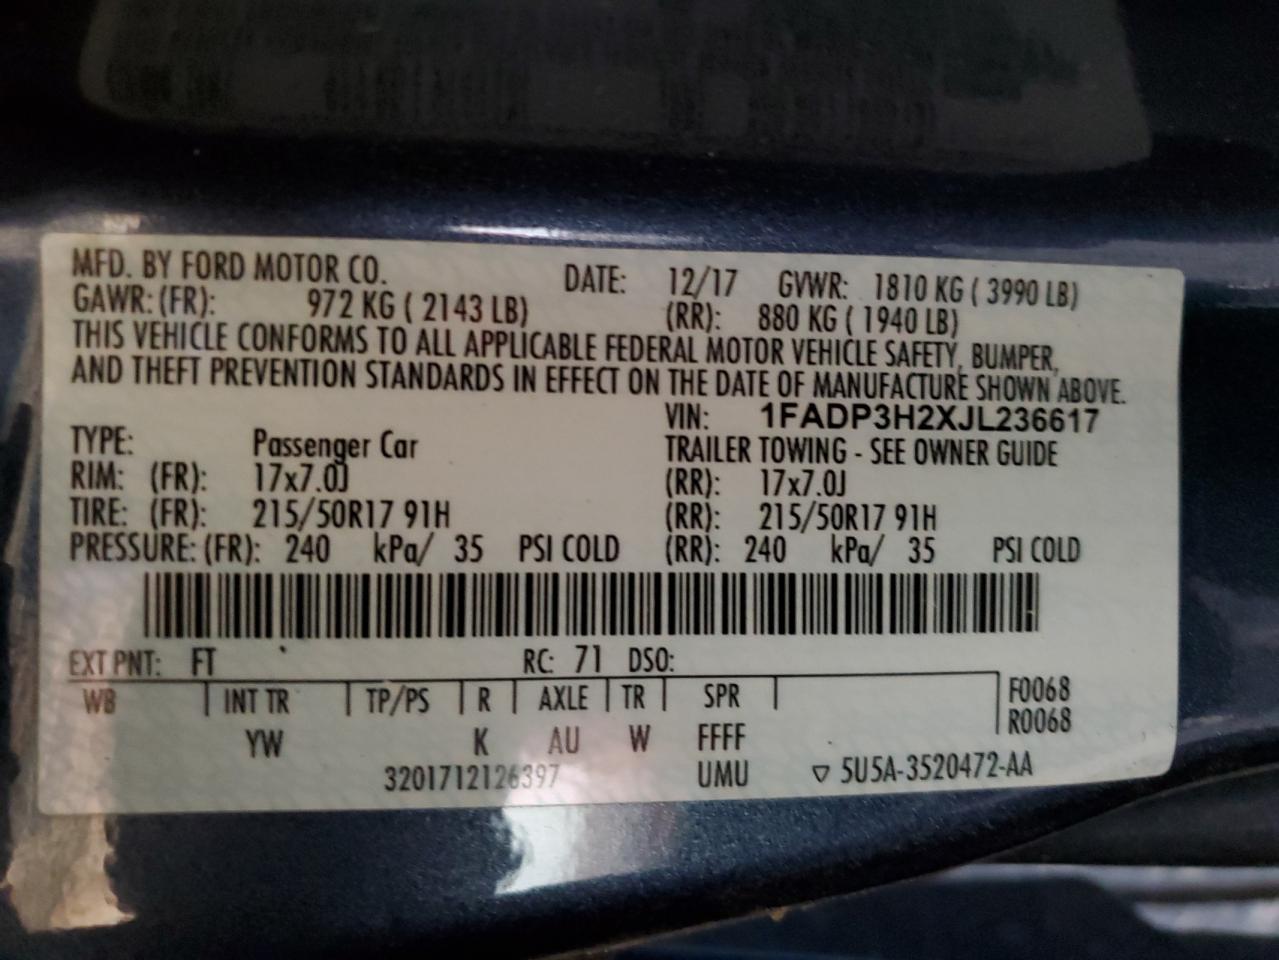 MFD. BY FORD MOTOR CO. DATE: 12/17 GVWR: 1810 KG ( 3990 LB)
GAWR: (FR): 972 KG ( 2143 LB) (RR): 880 KG ( 1940 LB)
THIS VEHICLE CONFORMS TO ALL APPLICABLE FEDERAL MOTOR VEHICLE SAFETY, BUMPER,
AND THEFT PREVENTION STANDARDS IN EFFECT ON THE DATE OF MANUFACTURE SHOWN ABOVE.
VIN: 1FADP3H2XJL236617
TYPE: Passenger Car TRAILER TOWING - SEE OWNER GUIDE
RIM: (FR): 17x7.0J (RR): 17x7.0J
TIRE: (FR): 215/50R17 91H (RR): 215/50R17 91H
PRESSURE: (FR): 240 kPa/ 35 PSI COLD (RR): 240 kPa/ 35 PSI COLD
EXT PNT: FT RC: 71 DSO:
WB INT TR TP/PS R AXLE TR SPR F0068
R0068
YW K AU W FFFF
3201712126397 UMU ▽ 5U5A-3520472-AA